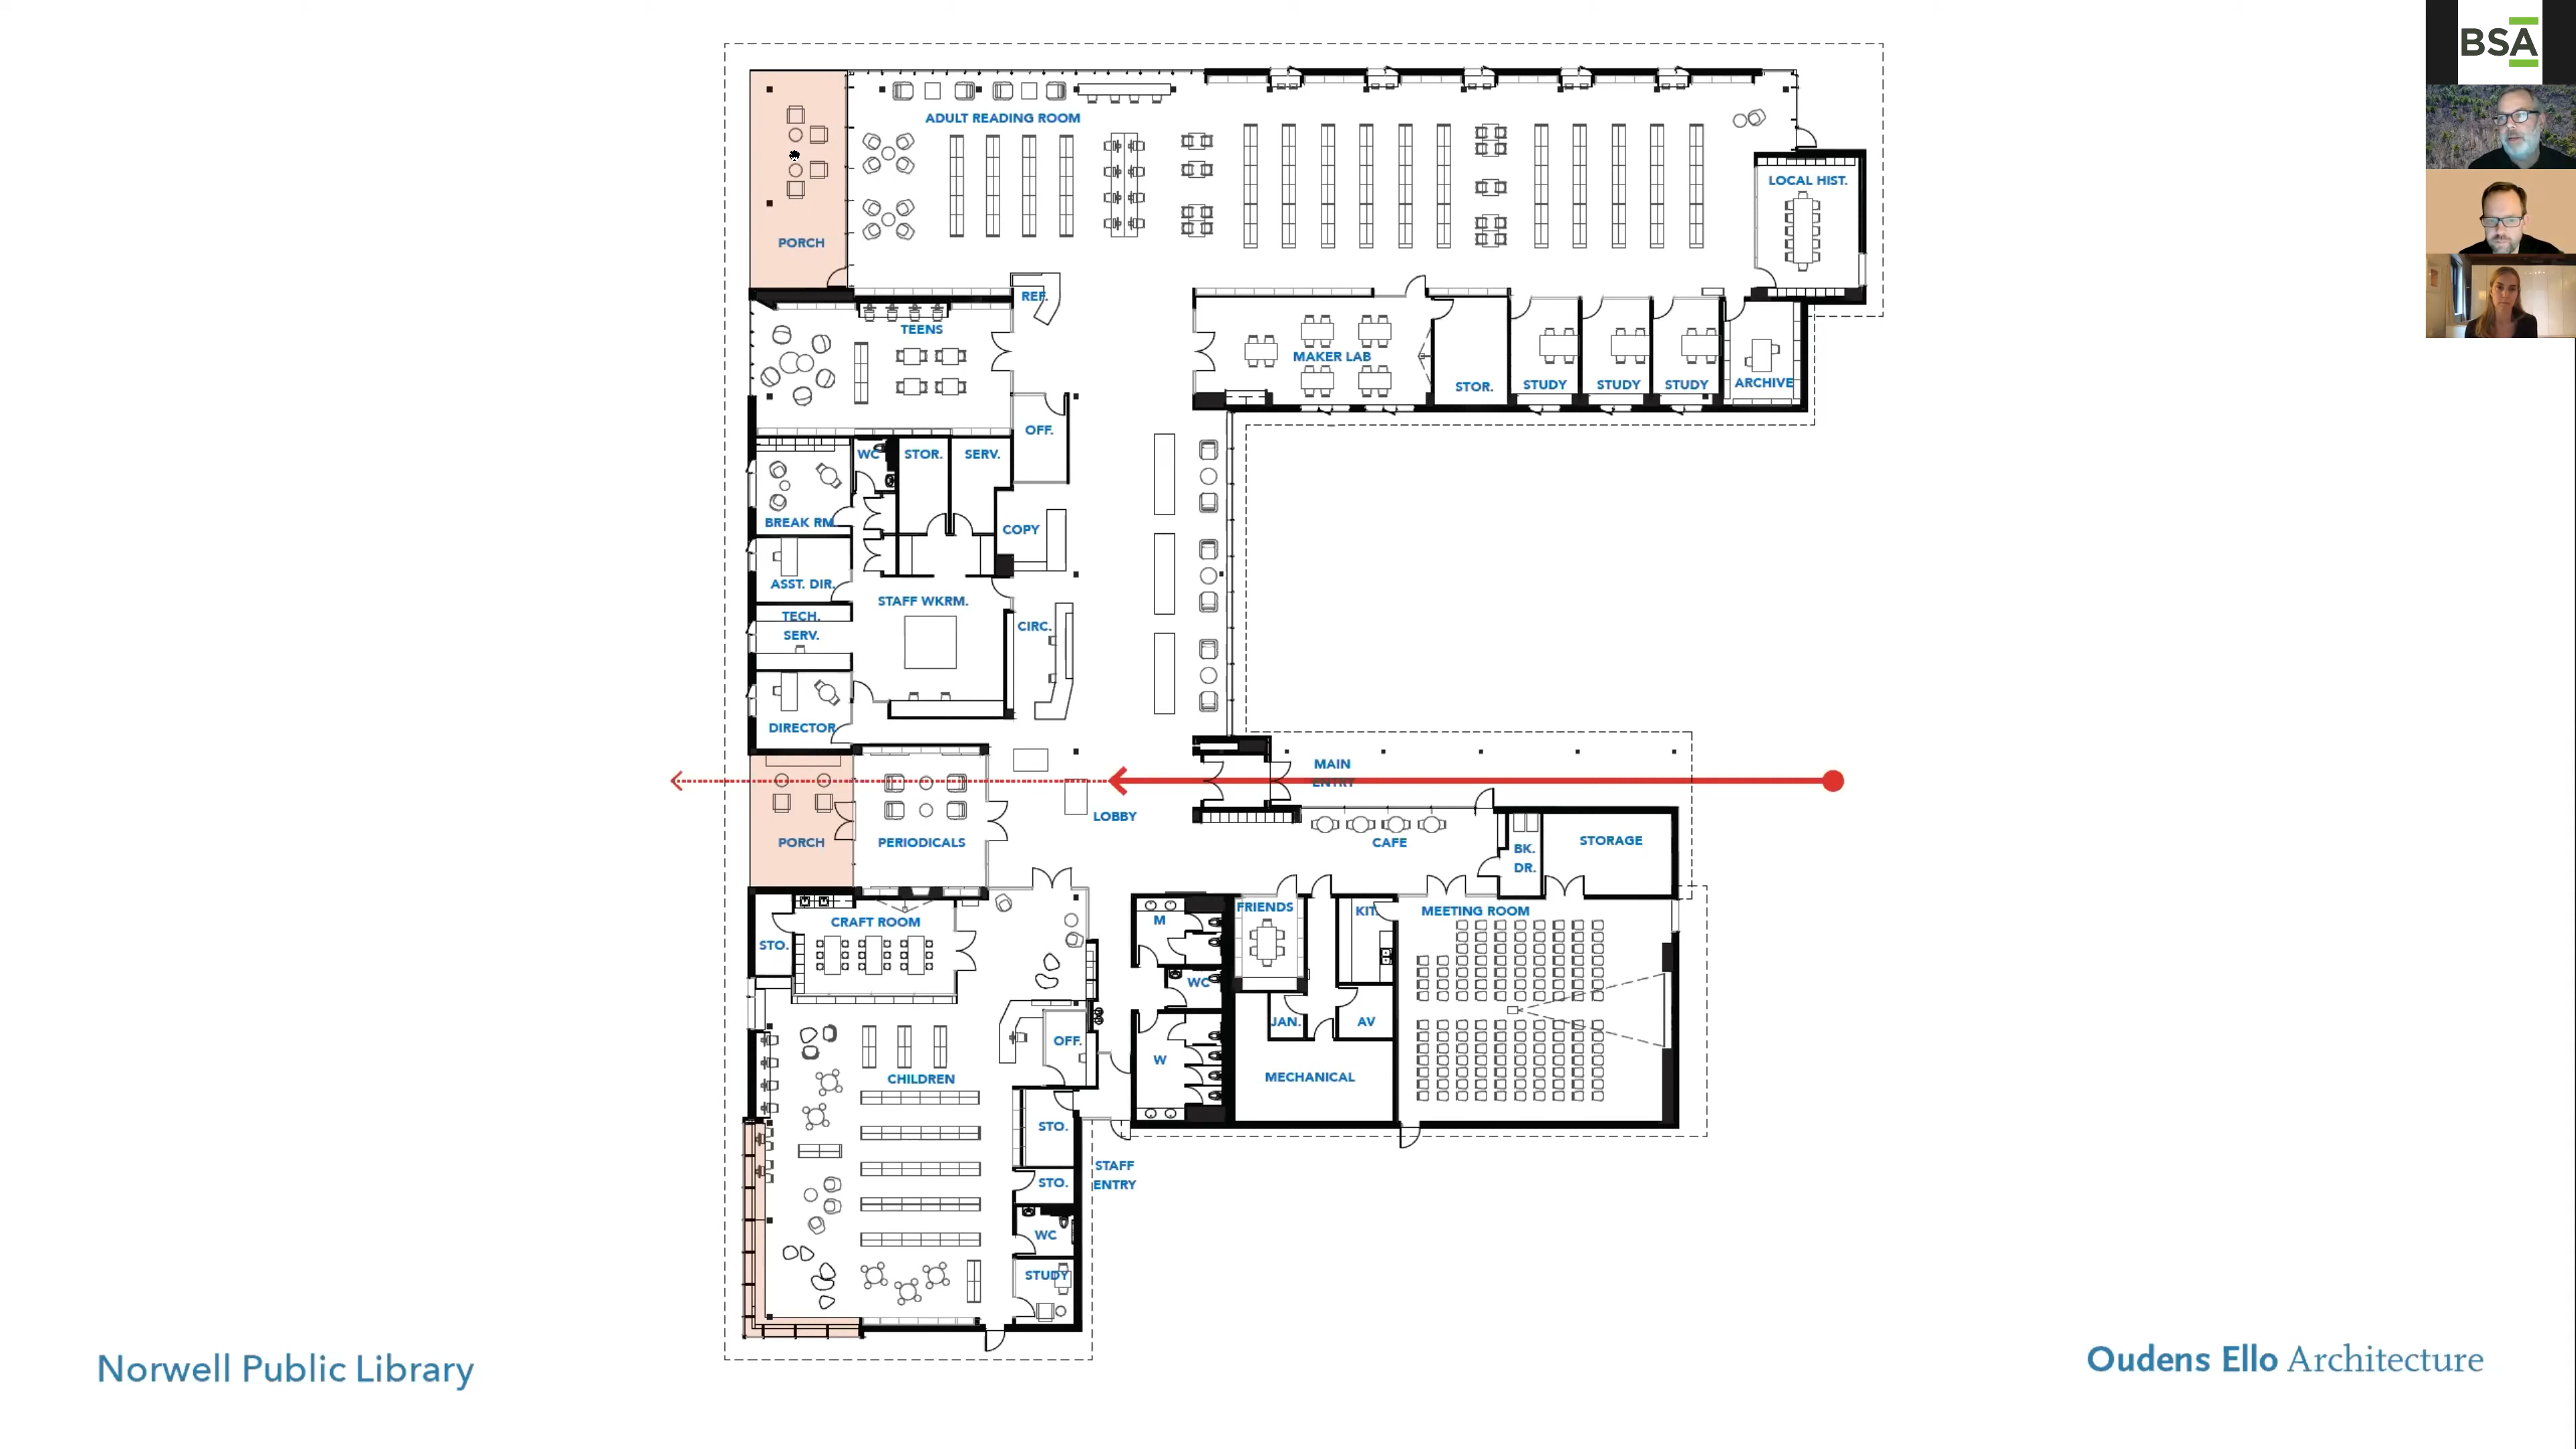 BSA
ADULT READING ROOM
LOCAL HIST.
PORCH
REF.
TEENS
MAKER LAB
STOR.
STUDY
STUDY
STUDY
ARCHIVE
OFF.
WC
STOR.
SERV.
BREAK RM.
COPY
ASST. DIR.
STAFF WKRM.
TECH.
SERV.
CIRC.
DIRECTOR
MAIN
ENTRY
LOBBY
PORCH
PERIODICALS
CAFE
BK.
DR.
STORAGE
CRAFT ROOM
STO.
M
FRIENDS
KIT.
MEETING ROOM
WC
JAN.
AV
OFF.
W
CHILDREN
MECHANICAL
STO.
STAFF
ENTRY
STO.
WC
STUDY
Norwell Public Library
Oudens Ello Architecture